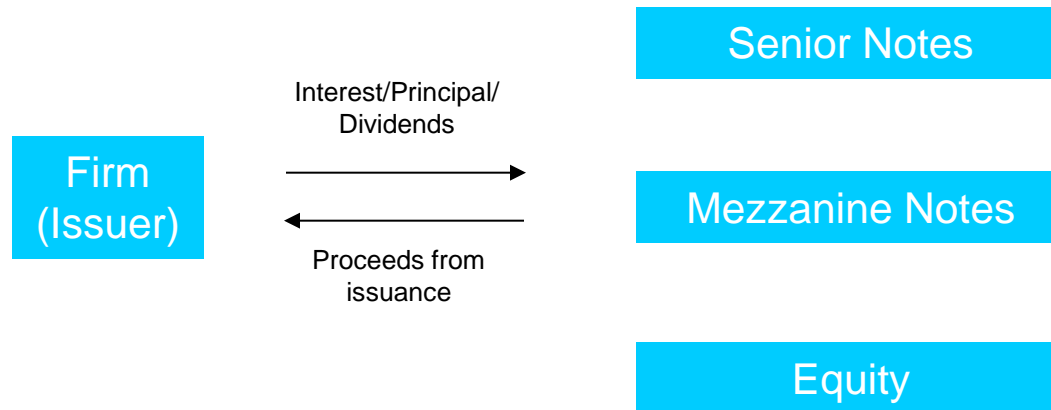 Senior Notes
Interest/Principal/
Dividends
Firm
(Issuer)
Mezzanine Notes
Proceeds from
issuance
Equity